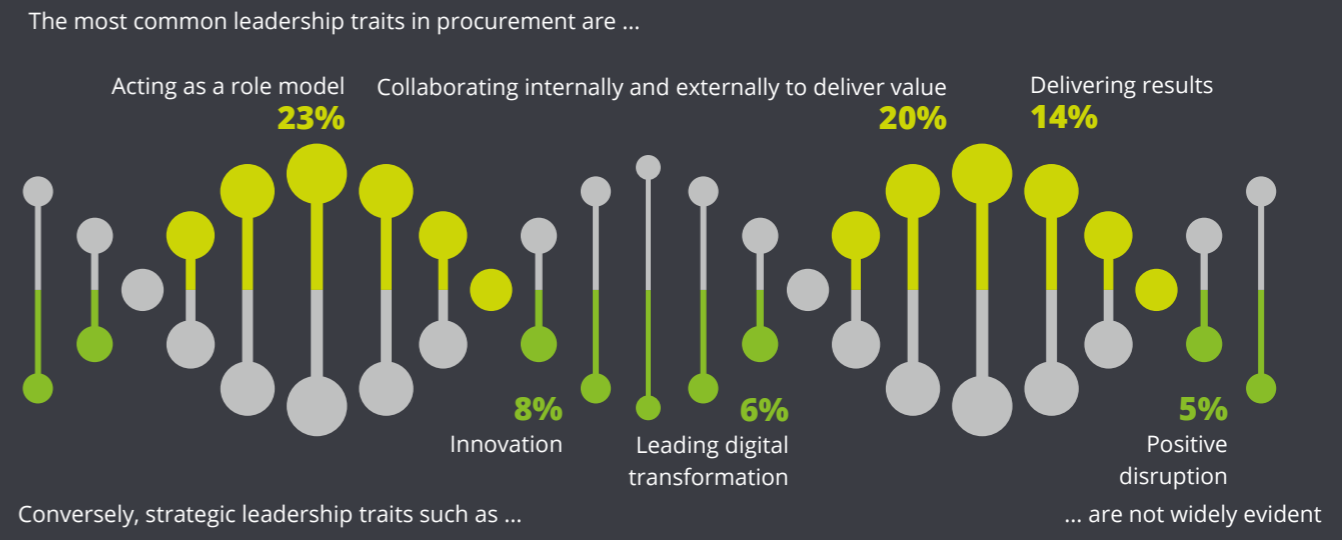 The most common leadership traits in procurement are ...
Acting as a role model
23%
Collaborating internally and externally to deliver value
20%
Delivering results
14%
8%
Innovation
6%
Leading digital
transformation
5%
Positive
disruption
Conversely, strategic leadership traits such as ...
... are not widely evident